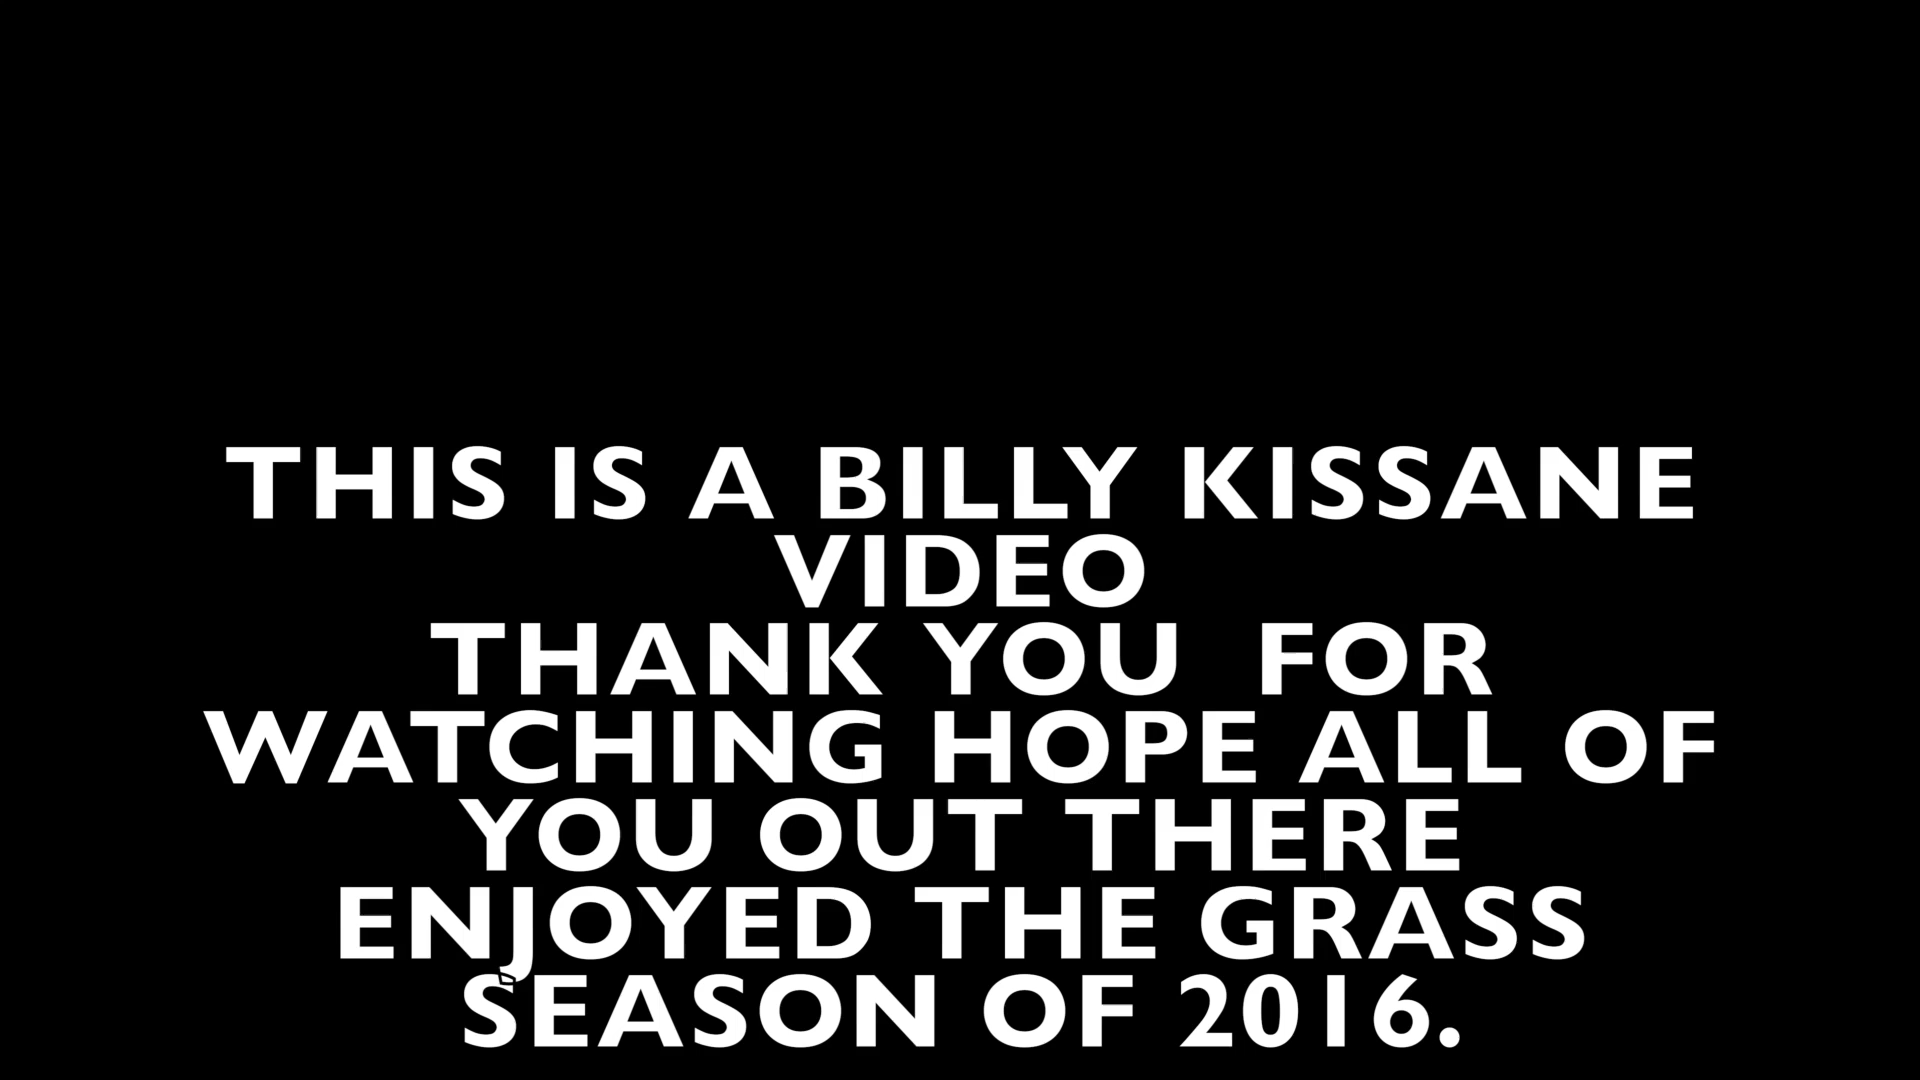 THIS IS A BILLY KISSANE
VIDEO
THANK YOU  FOR
WATCHING HOPE ALL OF
YOU OUT THERE
ENJOYED THE GRASS
SEASON OF 2016.